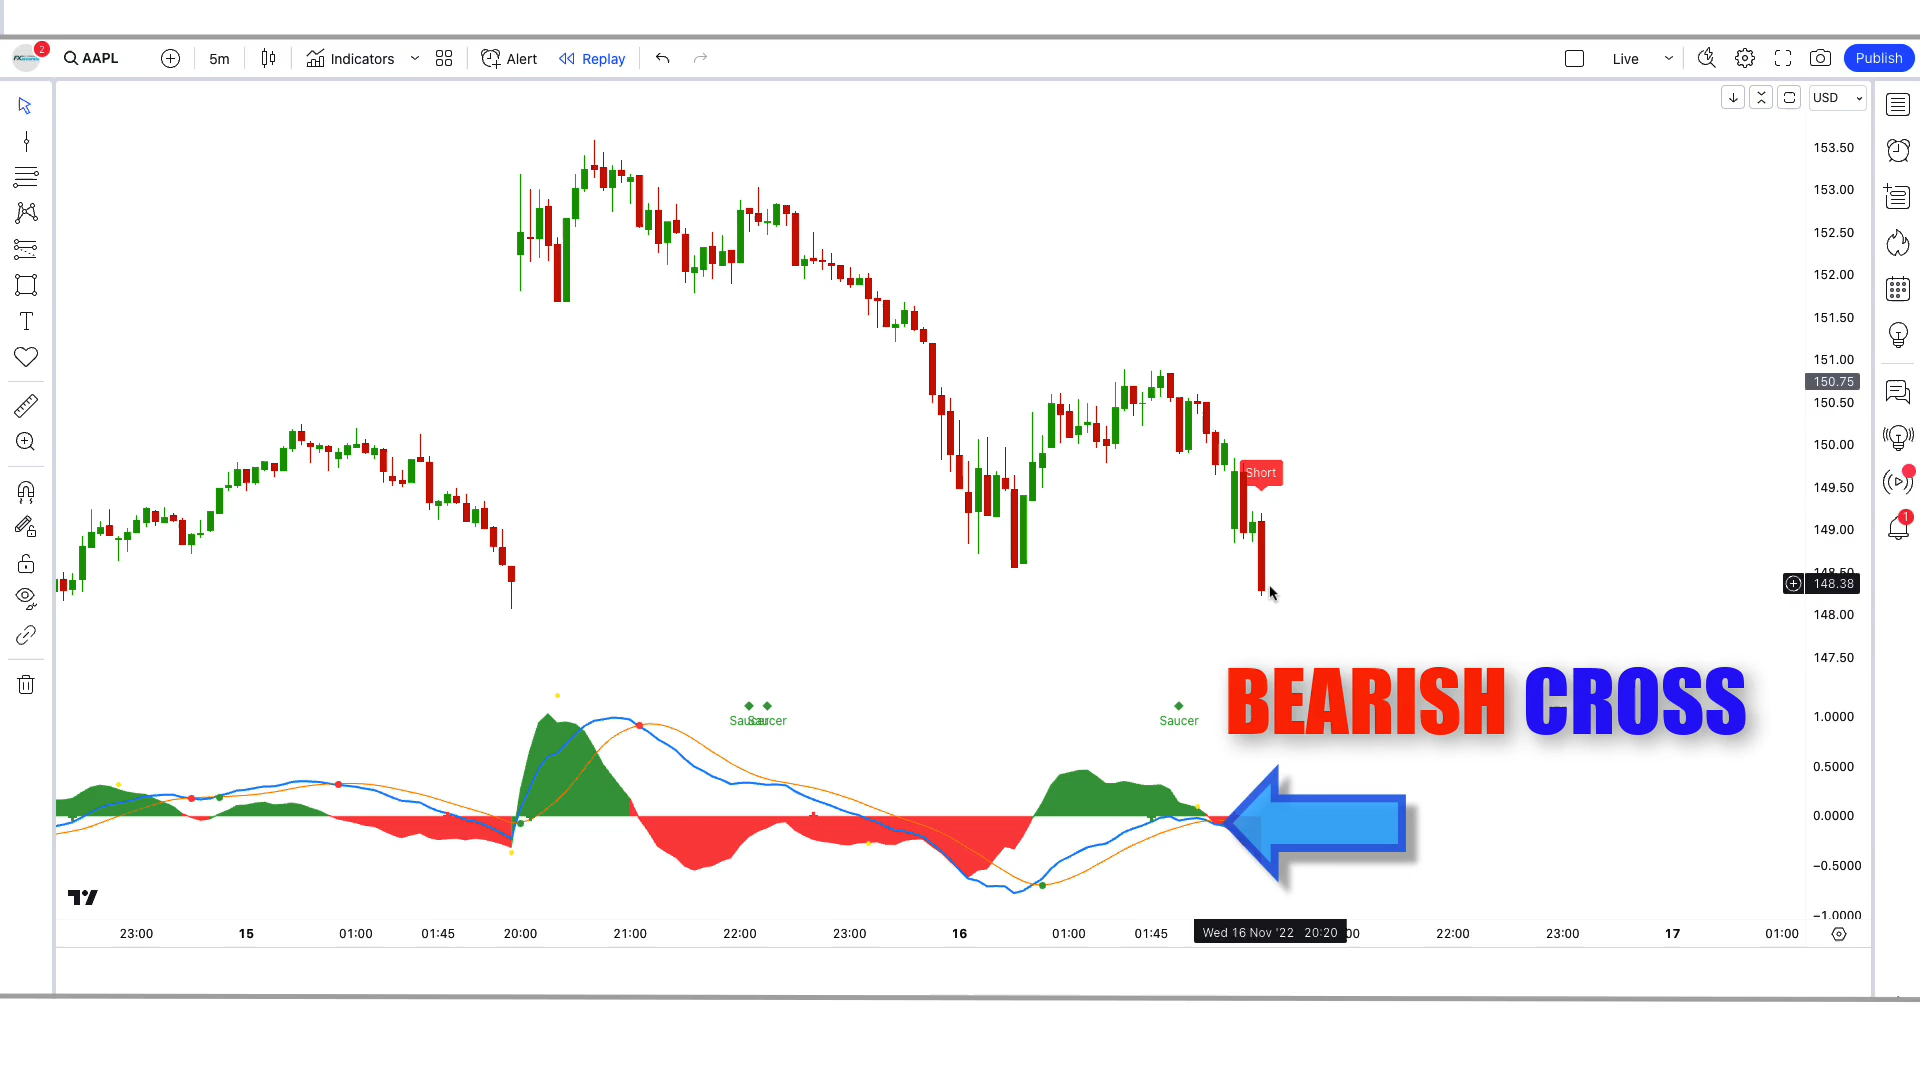 2
AAPL
5m
Indicators
Alert
Replay
Live
Publish
USD
153.50
153.00
152.50
152.00
151.50
151.00
150.75
150.50
150.00
149.50
Short
149.00
148.38
148.00
147.50
1
BEARISH CROSS
Saucer
Saucer
1.0000
0.5000
0.0000
−0.5000
−1.0000
23:00 15 01:00 01:45 20:00 21:00 22:00 23:00 16 01:00 01:45 Wed 16 Nov '22 20:20 22:00 23:00 17 01:00